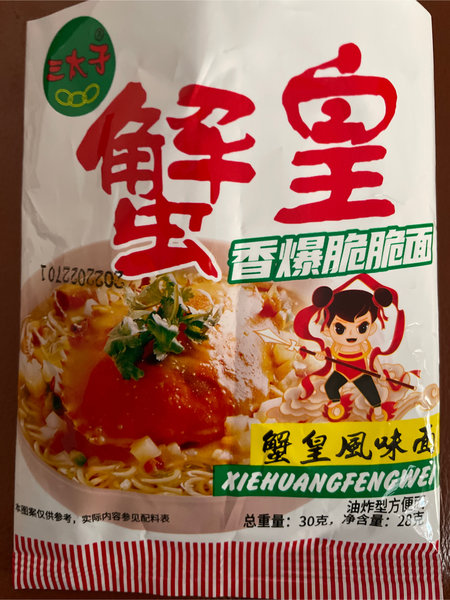 三太子
蟹皇
香爆脆脆面
2022022701
蟹皇風味面
XIEHUANGFENGWEI
本图案仅供参考，实际内容参见配料表
油炸型方便面
总重量：30克，净含量：28克